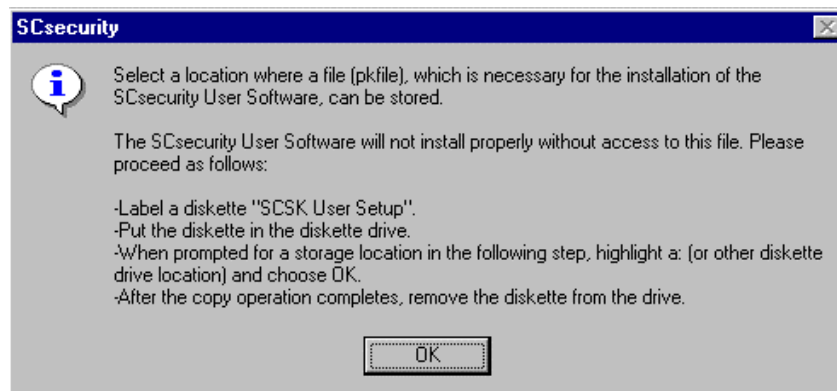 SCsecurity
Select a location where a file (pkfile), which is necessary for the installation of the
SCsecurity User Software, can be stored.
The SCsecurity User Software will not install properly without access to this file. Please
proceed as follows:
-Label a diskette "SCSK User Setup".
-Put the diskette in the diskette drive.
-When prompted for a storage location in the following step, highlight a: (or other diskette
drive location) and choose OK.
-After the copy operation completes, remove the diskette from the drive.
OK